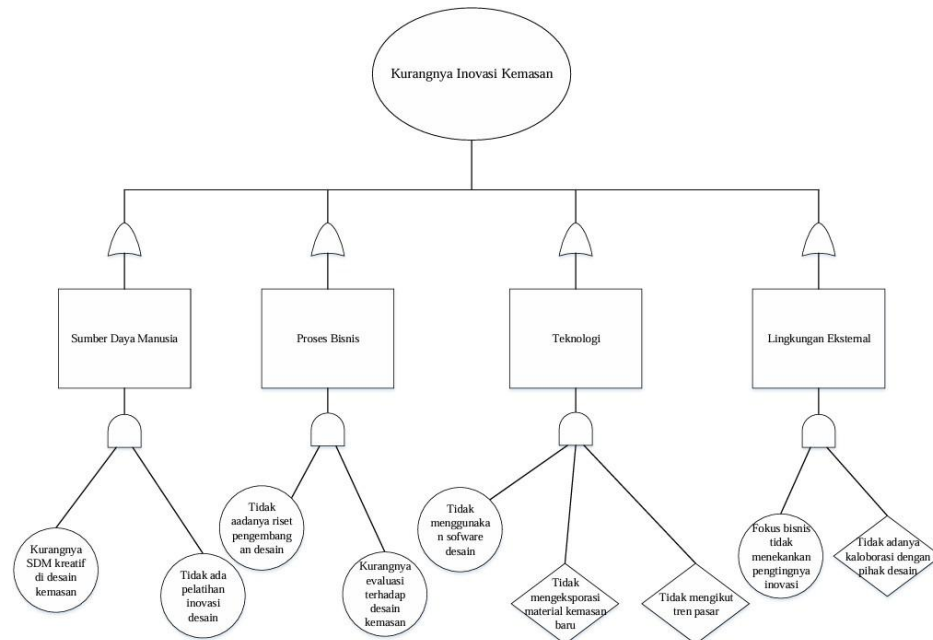 Kurangnya Inovasi Kemasan
Sumber Daya Manusia
Proses Bisnis
Teknologi
Lingkungan Eksternal
Kurangnya
SDM kreatif
di desain
kemasan
Tidak ada
pelatihan
inovasi
desain
Tidak
aadanya riset
pengembang
an desain
Kurangnya
evaluasi
terhadap
desain
kemasan
Tidak
menggunaka
n sofware
desain
Tidak
mengeksporasi
material kemasan
baru
Tidak mengikut
tren pasar
Fokus bisnis
tidak
menekankan
pengtingnya
inovasi
Tidak adanya
kaloborasi dengan
pihak desain